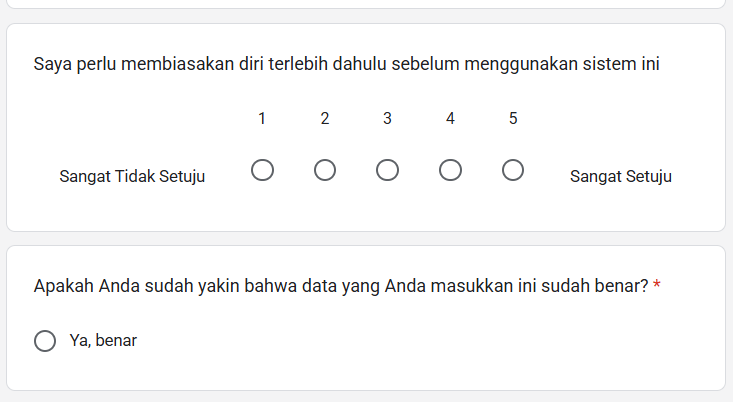 Saya perlu membiasakan diri terlebih dahulu sebelum menggunakan sistem ini
1 2 3 4 5
Sangat Tidak Setuju Sangat Setuju
Apakah Anda sudah yakin bahwa data yang Anda masukkan ini sudah benar? *
Ya, benar